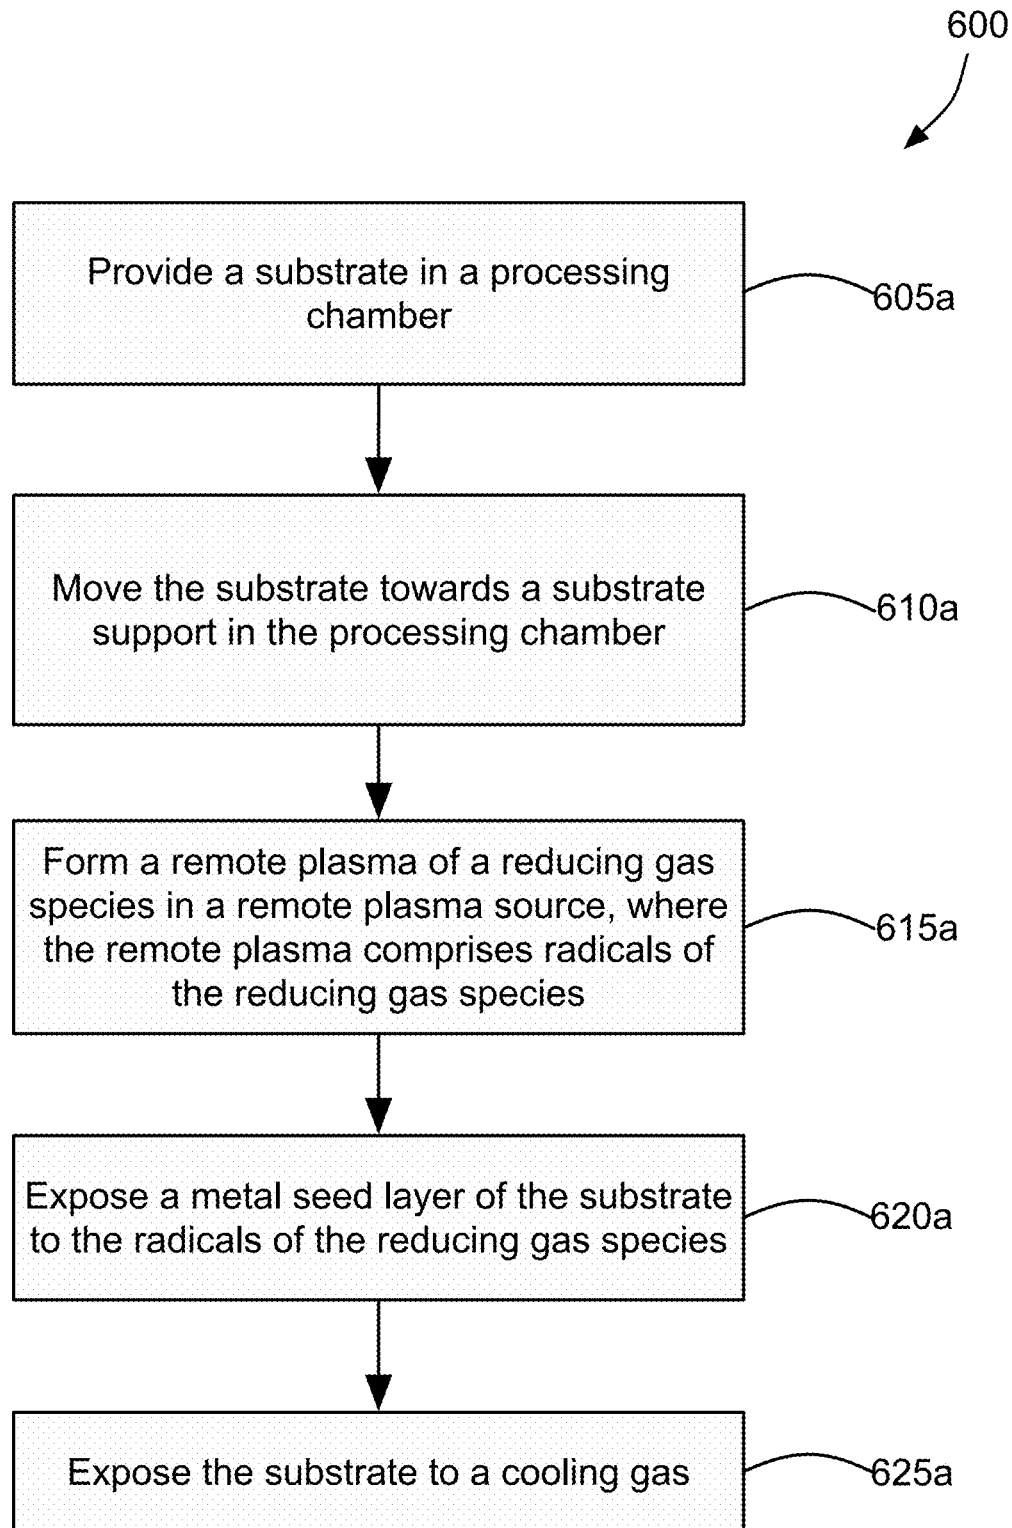 600
Provide a substrate in a processing
chamber
605a
Move the substrate towards a substrate
support in the processing chamber
610a
Form a remote plasma of a reducing gas
species in a remote plasma source, where
the remote plasma comprises radicals of
the reducing gas species
615a
Expose a metal seed layer of the substrate
to the radicals of the reducing gas species
620a
Expose the substrate to a cooling gas
625a